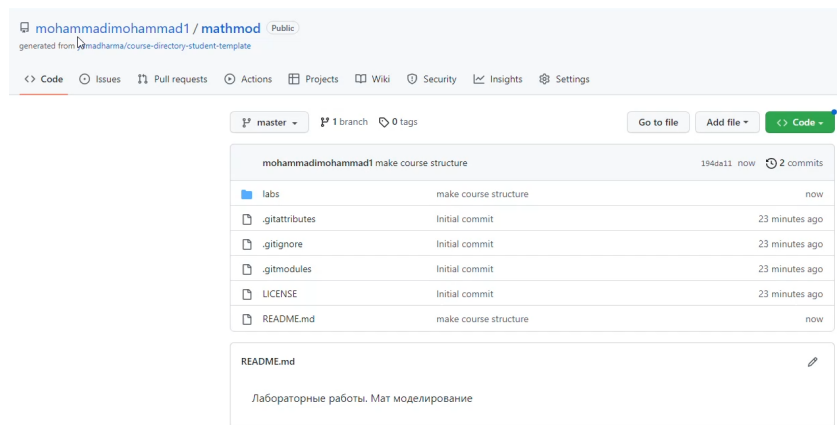 mohammadimohammad1 / mathmod Public
generated from yamadharma/course-directory-student-template
Code Issues Pull requests Actions Projects Wiki Security Insights Settings
master 1 branch 0 tags Go to file Add file Code
mohammadimohammad1 make course structure 194da11 now 2 commits
labs make course structure now
.gitattributes Initial commit 23 minutes ago
.gitignore Initial commit 23 minutes ago
.gitmodules Initial commit 23 minutes ago
LICENSE Initial commit 23 minutes ago
README.md make course structure now
README.md
Лабораторные работы. Мат моделирование